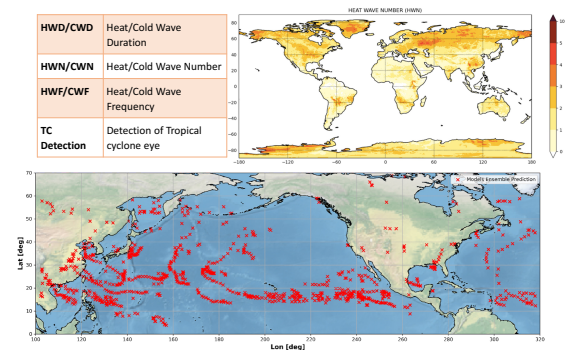 HWD/CWD Heat/Cold Wave
Duration
HWN/CWN Heat/Cold Wave Number
HWF/CWF Heat/Cold Wave
Frequency
TC Detection of Tropical
Detection cyclone eye
HEAT WAVE NUMBER (HWN)
80
60
40
20
0
−20
−40
−60
−80
−180 −120 −60 0 60 120 180
10
8
6
5
4
3
2
1
0
Models Ensemble Prediction
Lat [deg]
70
60
50
40
30
20
10
0
100 120 140 160 180 200 220 240 260 280 300 320
Lon [deg]